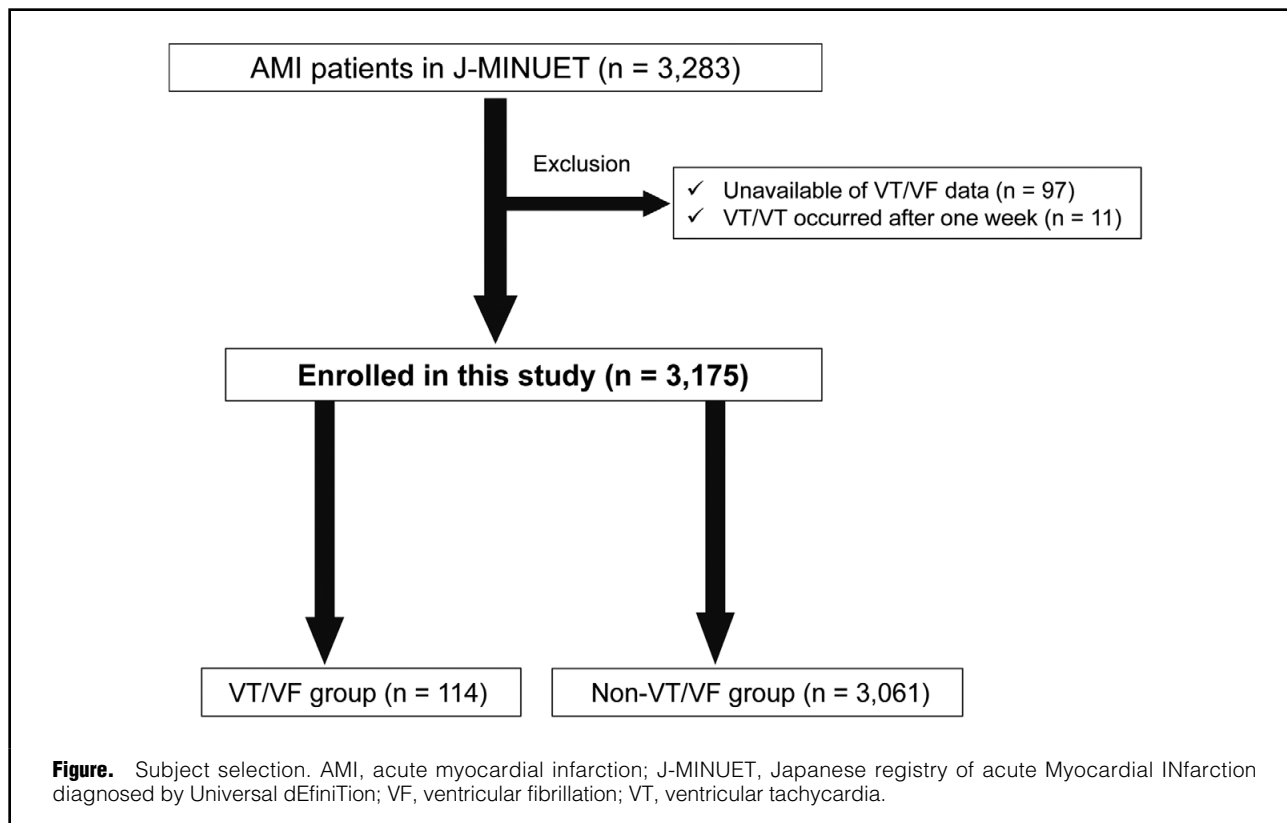 AMI patients in J-MINUET (n = 3,283)
Exclusion
✓ Unavailable of VT/VF data (n = 97)
✓ VT/VT occurred after one week (n = 11)
Enrolled in this study (n = 3,175)
VT/VF group (n = 114)
Non-VT/VF group (n = 3,061)
Figure. Subject selection. AMI, acute myocardial infarction; J-MINUET, Japanese registry of acute Myocardial INfarction
diagnosed by Universal dEfiniTion; VF, ventricular fibrillation; VT, ventricular tachycardia.